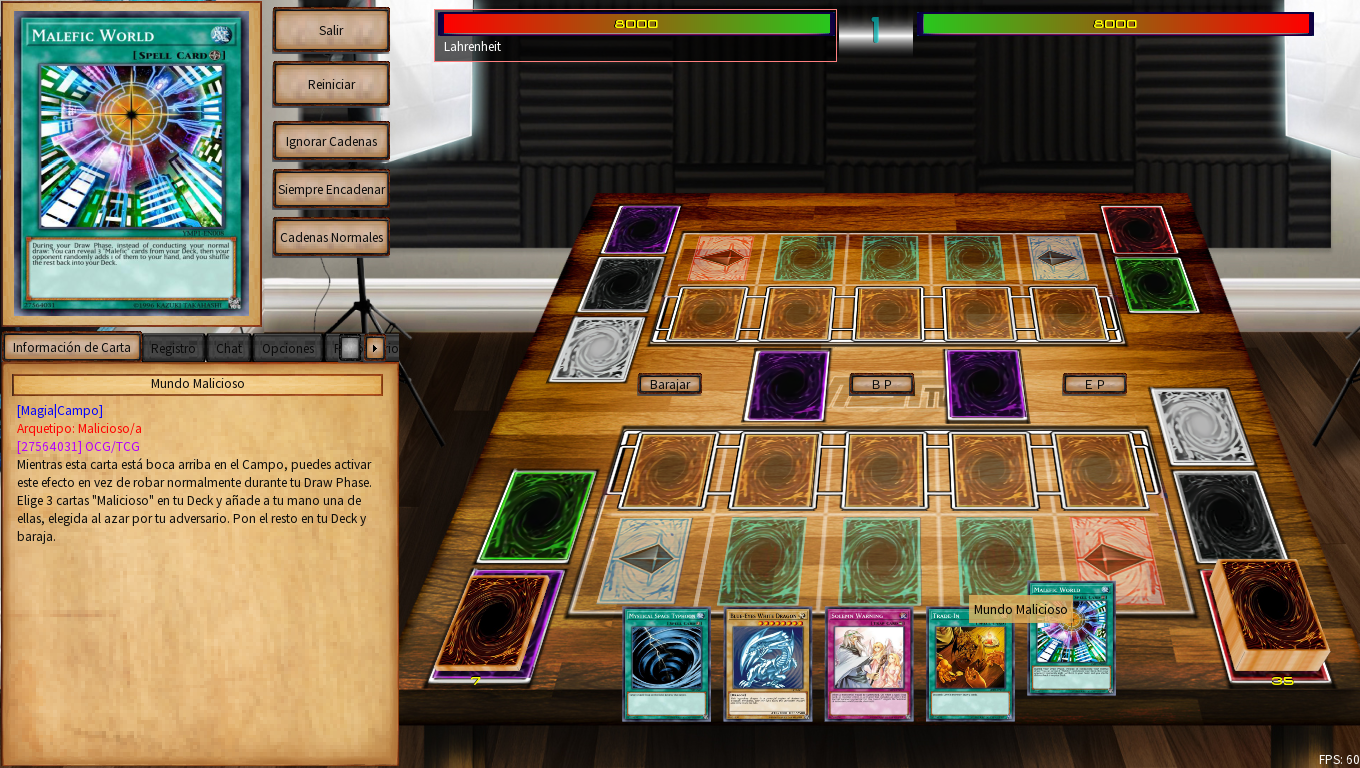 MALEFIC WORLD
[SPELL CARD]
YMP1-EN008
During your Draw Phase, instead of conducting your normal
draw: You can reveal 3 "Malefic" cards from your Deck, then your
opponent randomly adds 1 of them to your hand, and you shuffle
the rest back into your Deck.
27564031
©1996 KAZUKI TAKAHASHI
Salir
Reiniciar
Ignorar Cadenas
Siempre Encadenar
Cadenas Normales
8000
Lahrenheit
1
8000
Información de Carta
Registro
Chat
Opciones
Mundo Malicioso
[Magia|Campo]
Arquetipo: Malicioso/a
[27564031] OCG/TCG
Mientras esta carta está boca arriba en el Campo, puedes activar
este efecto en vez de robar normalmente durante tu Draw Phase.
Elige 3 cartas "Malicioso" en tu Deck y añade a tu mano una de
ellas, elegida al azar por tu adversario. Pon el resto en tu Deck y
baraja.
Barajar
B P
E P
MYSTICAL SPACE TYPHOON
BLUE-EYES WHITE DRAGON
SOLEMN WARNING
TRADE-IN
MALEFIC WORLD
Mundo Malicioso
7
35
FPS: 60